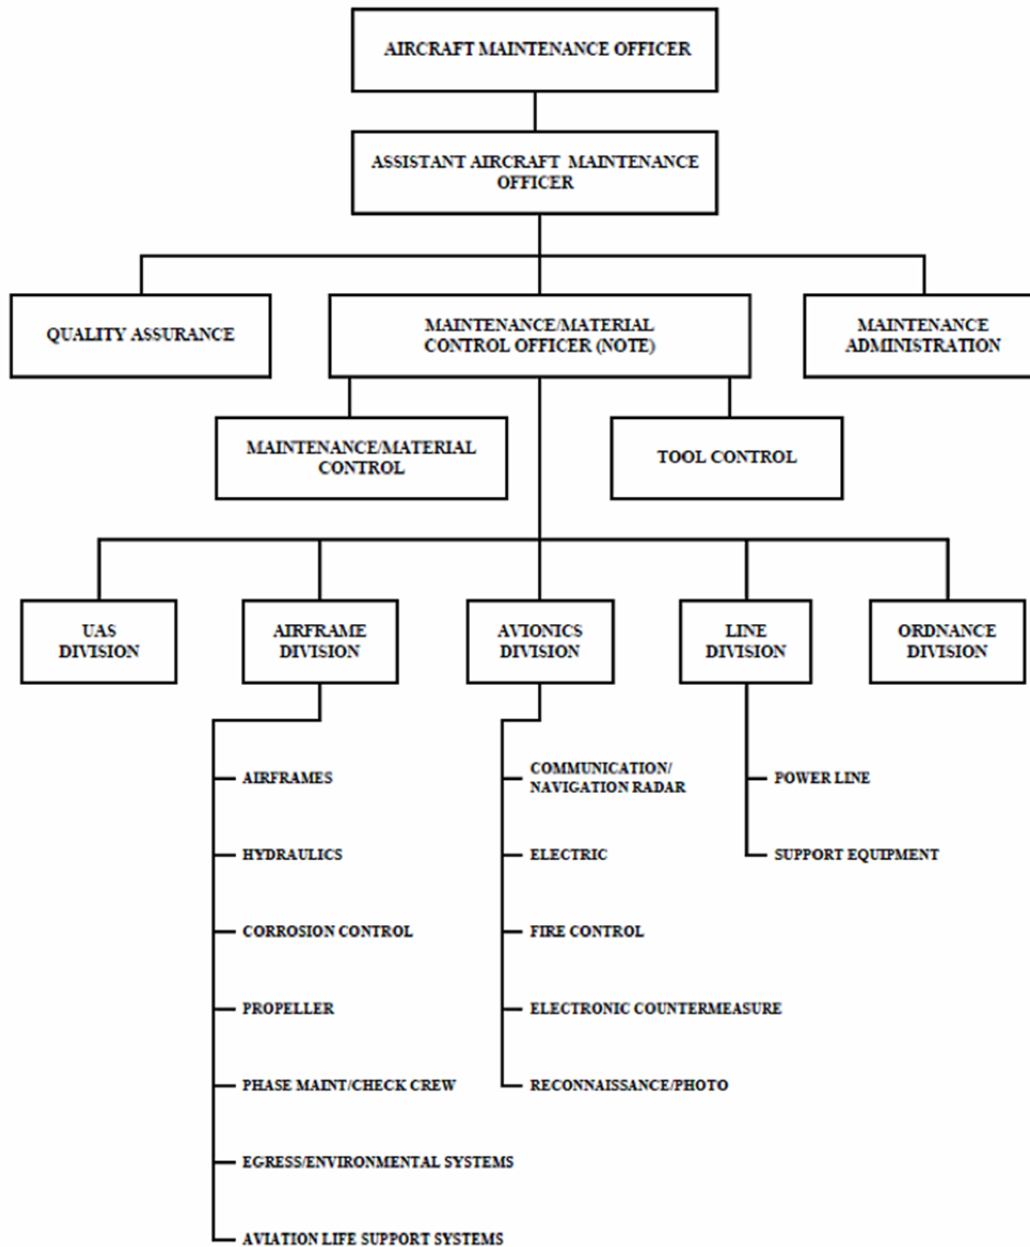 AIRCRAFT MAINTENANCE OFFICER
ASSISTANT AIRCRAFT MAINTENANCE
OFFICER
QUALITY ASSURANCE
MAINTENANCE/MATERIAL
CONTROL OFFICER (NOTE)
MAINTENANCE
ADMINISTRATION
MAINTENANCE/MATERIAL
CONTROL
TOOL CONTROL
UAS
DIVISION
AIRFRAME
DIVISION
AVIONICS
DIVISION
LINE
DIVISION
ORDNANCE
DIVISION
AIRFRAMES
HYDRAULICS
CORROSION CONTROL
PROPELLER
PHASE MAINT/CHECK CREW
EGRESS/ENVIRONMENTAL SYSTEMS
AVIATION LIFE SUPPORT SYSTEMS
COMMUNICATION/
NAVIGATION RADAR
ELECTRIC
FIRE CONTROL
ELECTRONIC COUNTERMEASURE
RECONNAISSANCE/PHOTO
POWER LINE
SUPPORT EQUIPMENT